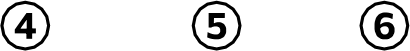 ④ ⑤ ⑥